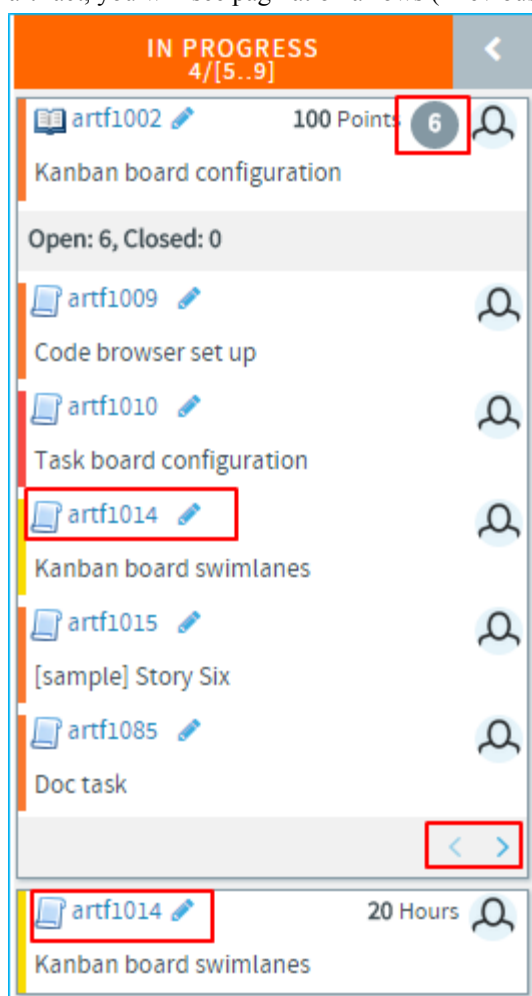 IN PROGRESS
4/[5..9]
artf1002 100 Points 6
Kanban board configuration
Open: 6, Closed: 0
artf1009
Code browser set up
artf1010
Task board configuration
artf1014
Kanban board swimlanes
artf1015
[sample] Story Six
artf1085
Doc task
artf1014 20 Hours
Kanban board swimlanes